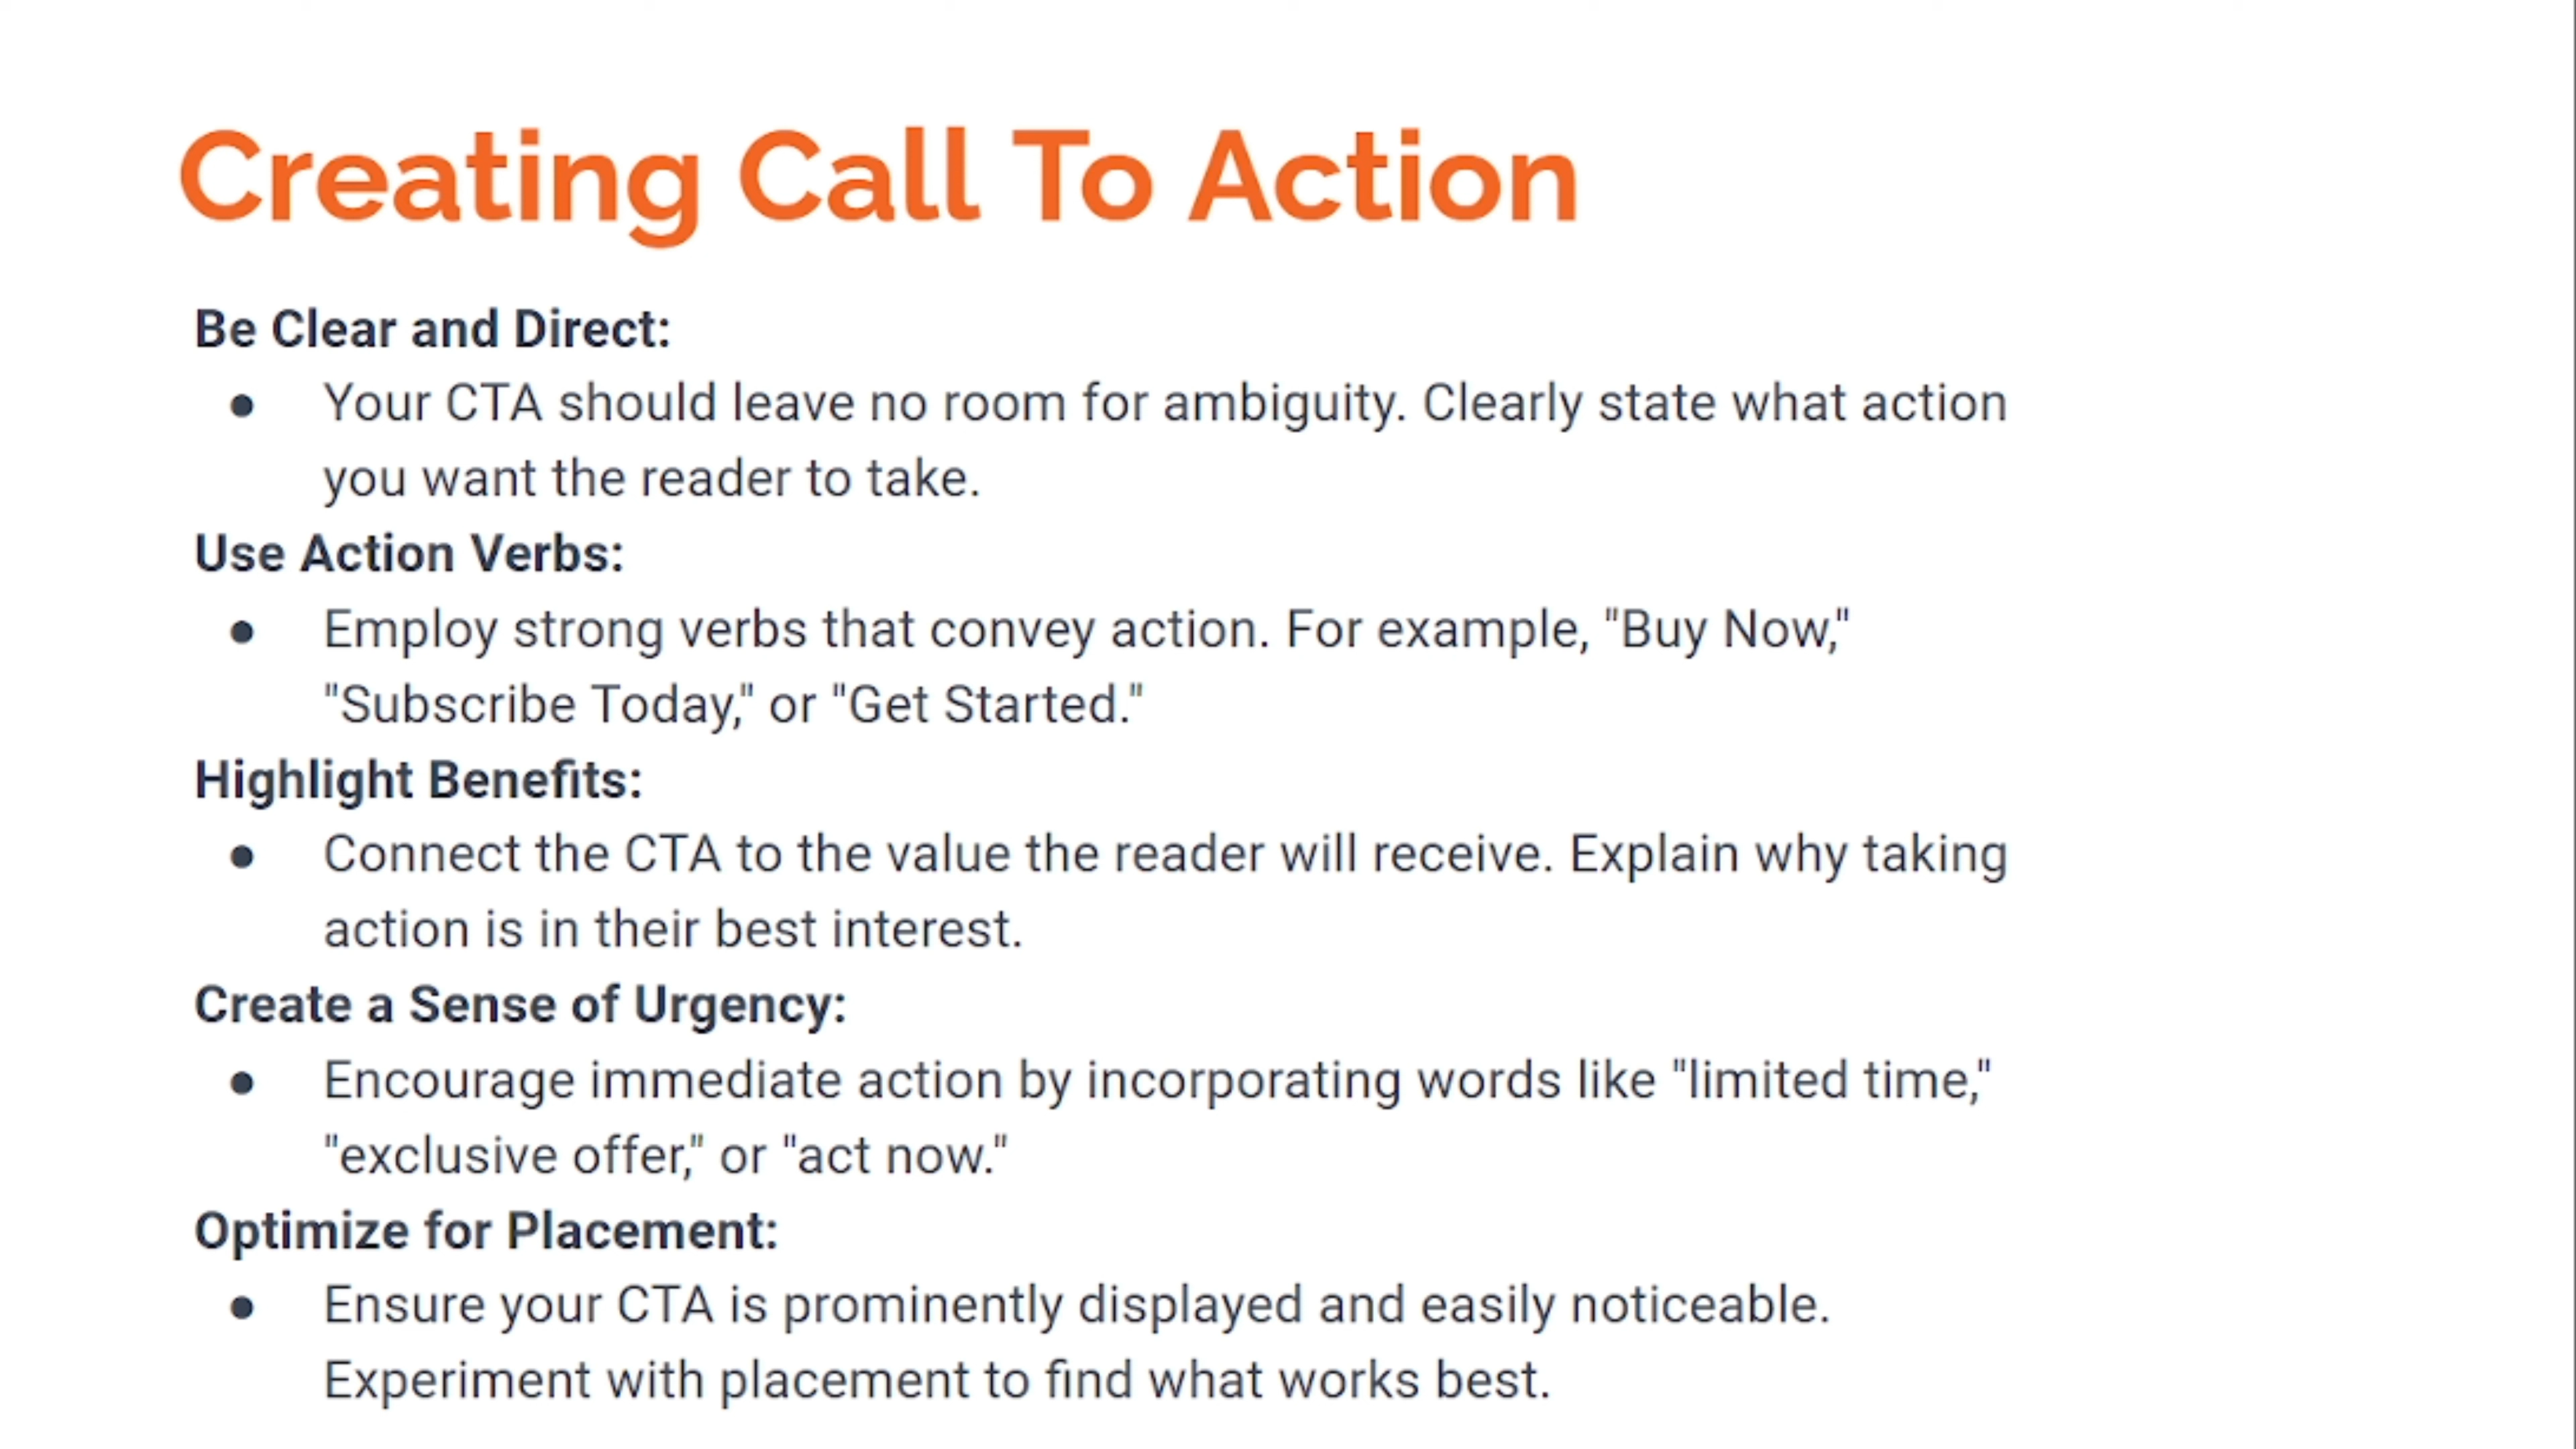 Creating Call To Action
Be Clear and Direct:
● Your CTA should leave no room for ambiguity. Clearly state what action
you want the reader to take.
Use Action Verbs:
● Employ strong verbs that convey action. For example, "Buy Now,"
"Subscribe Today," or "Get Started."
Highlight Benefits:
● Connect the CTA to the value the reader will receive. Explain why taking
action is in their best interest.
Create a Sense of Urgency:
● Encourage immediate action by incorporating words like "limited time,"
"exclusive offer," or "act now."
Optimize for Placement:
● Ensure your CTA is prominently displayed and easily noticeable.
Experiment with placement to find what works best.